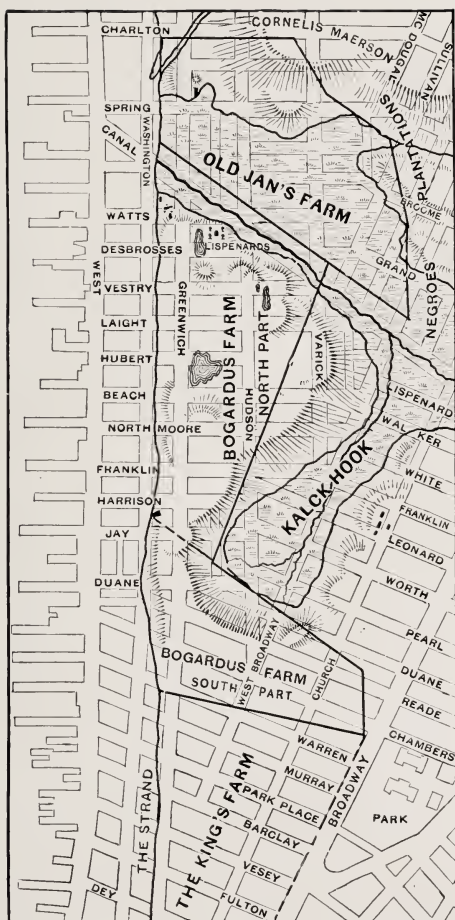 CHARLTON
CORNELIS MAERSON
MC DOUGAL
SULLIVAN
SPRING
CANAL
WASHINGTON
PLANTATIONS
OLD JAN'S FARM
BROOME
WATTS
DESBROSSES
LISPENARDS
GRAND
NEGROES
WEST
VESTRY
GREENWICH
LAIGHT
HUBERT
BOGARDUS FARM
NORTH PART
HUDSON
VARICK
BEACH
LISPENARD
WALKER
NORTH MOORE
KALCK-HOOK
WHITE
FRANKLIN
FRANKLIN
HARRISON
LEONARD
JAY
WORTH
DUANE
PEARL
BOGARDUS FARM
SOUTH PART
WEST BROADWAY
CHURCH
DUANE
READE
CHAMBERS
WARREN
MURRAY
BROADWAY
PARK PLACE
PARK
THE STRAND
THE KING'S FARM
BARCLAY
VESEY
DEY
FULTON